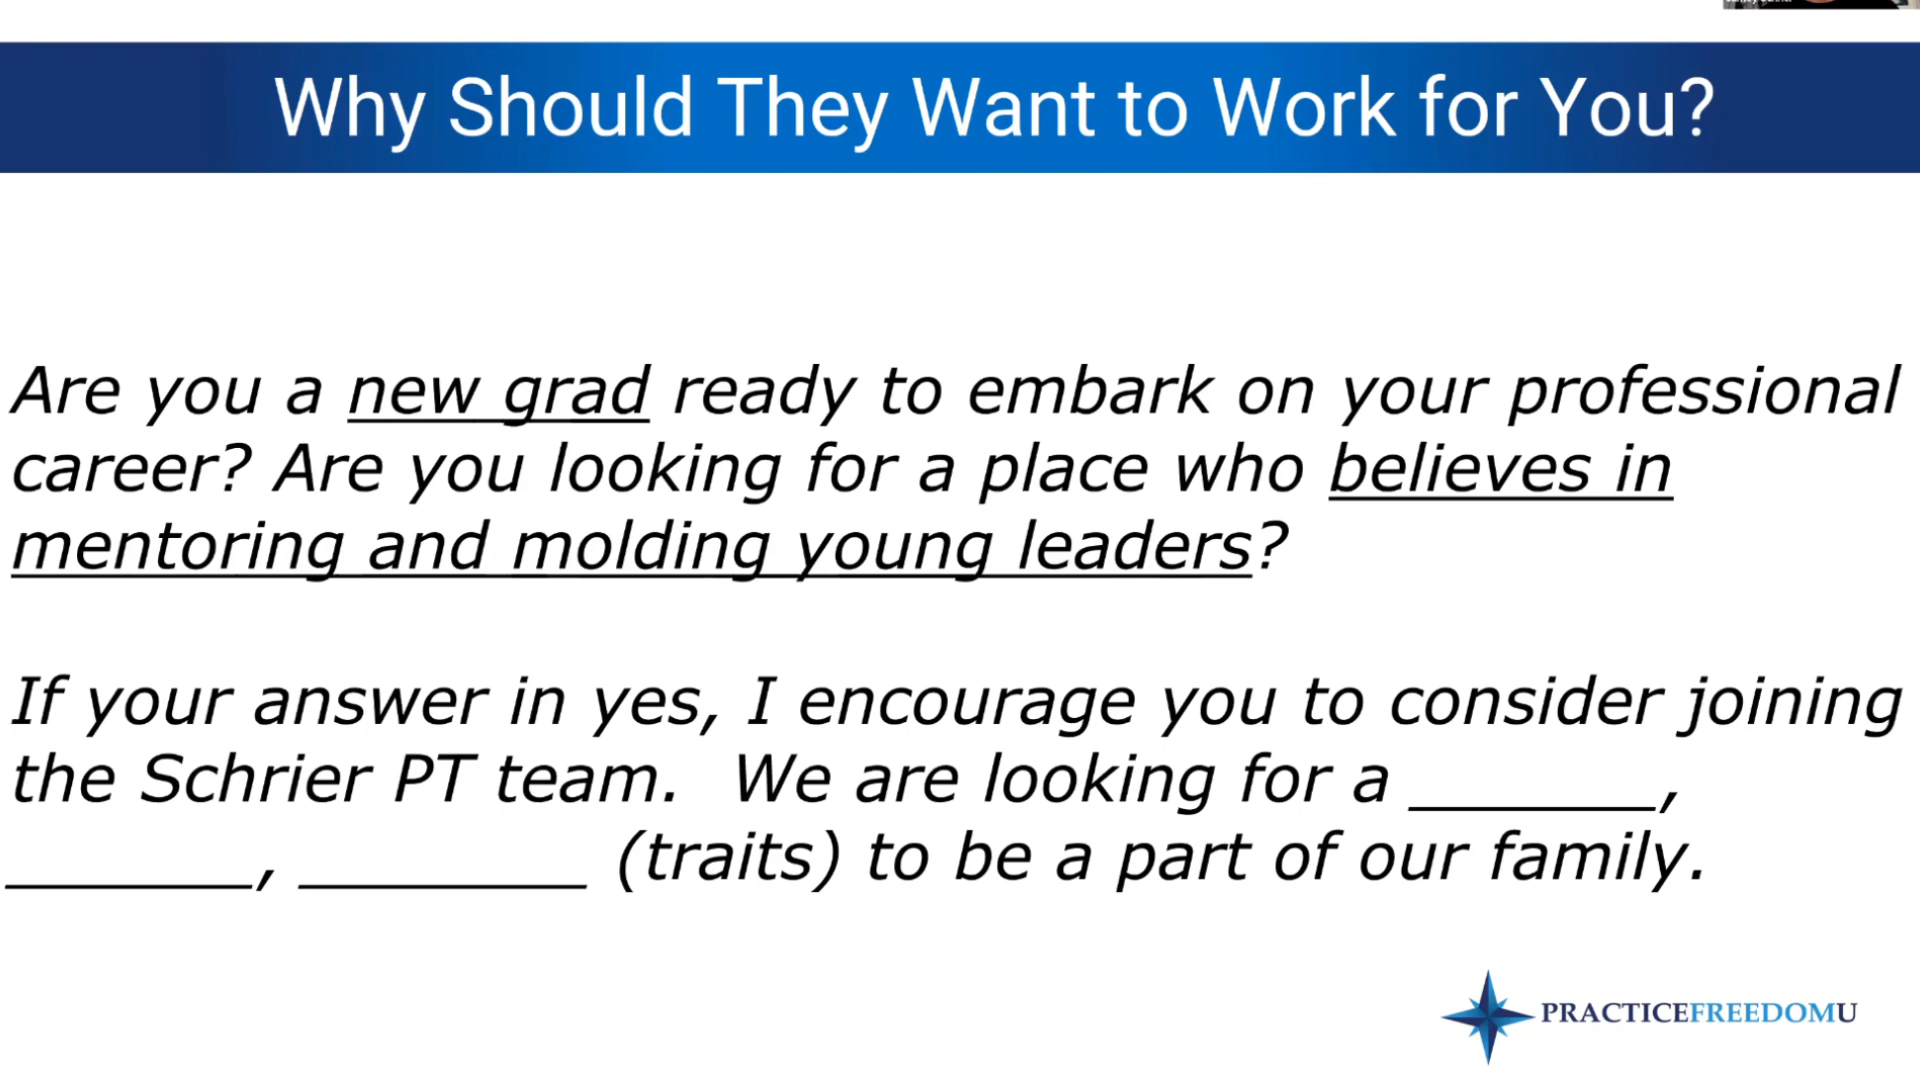 Why Should They Want to Work for You?
Are you a new grad ready to embark on your professional
career? Are you looking for a place who believes in
mentoring and molding young leaders?
If your answer in yes, I encourage you to consider joining
the Schrier PT team. We are looking for a ______,
______, _______ (traits) to be a part of our family.
PRACTICEFREEDOMU